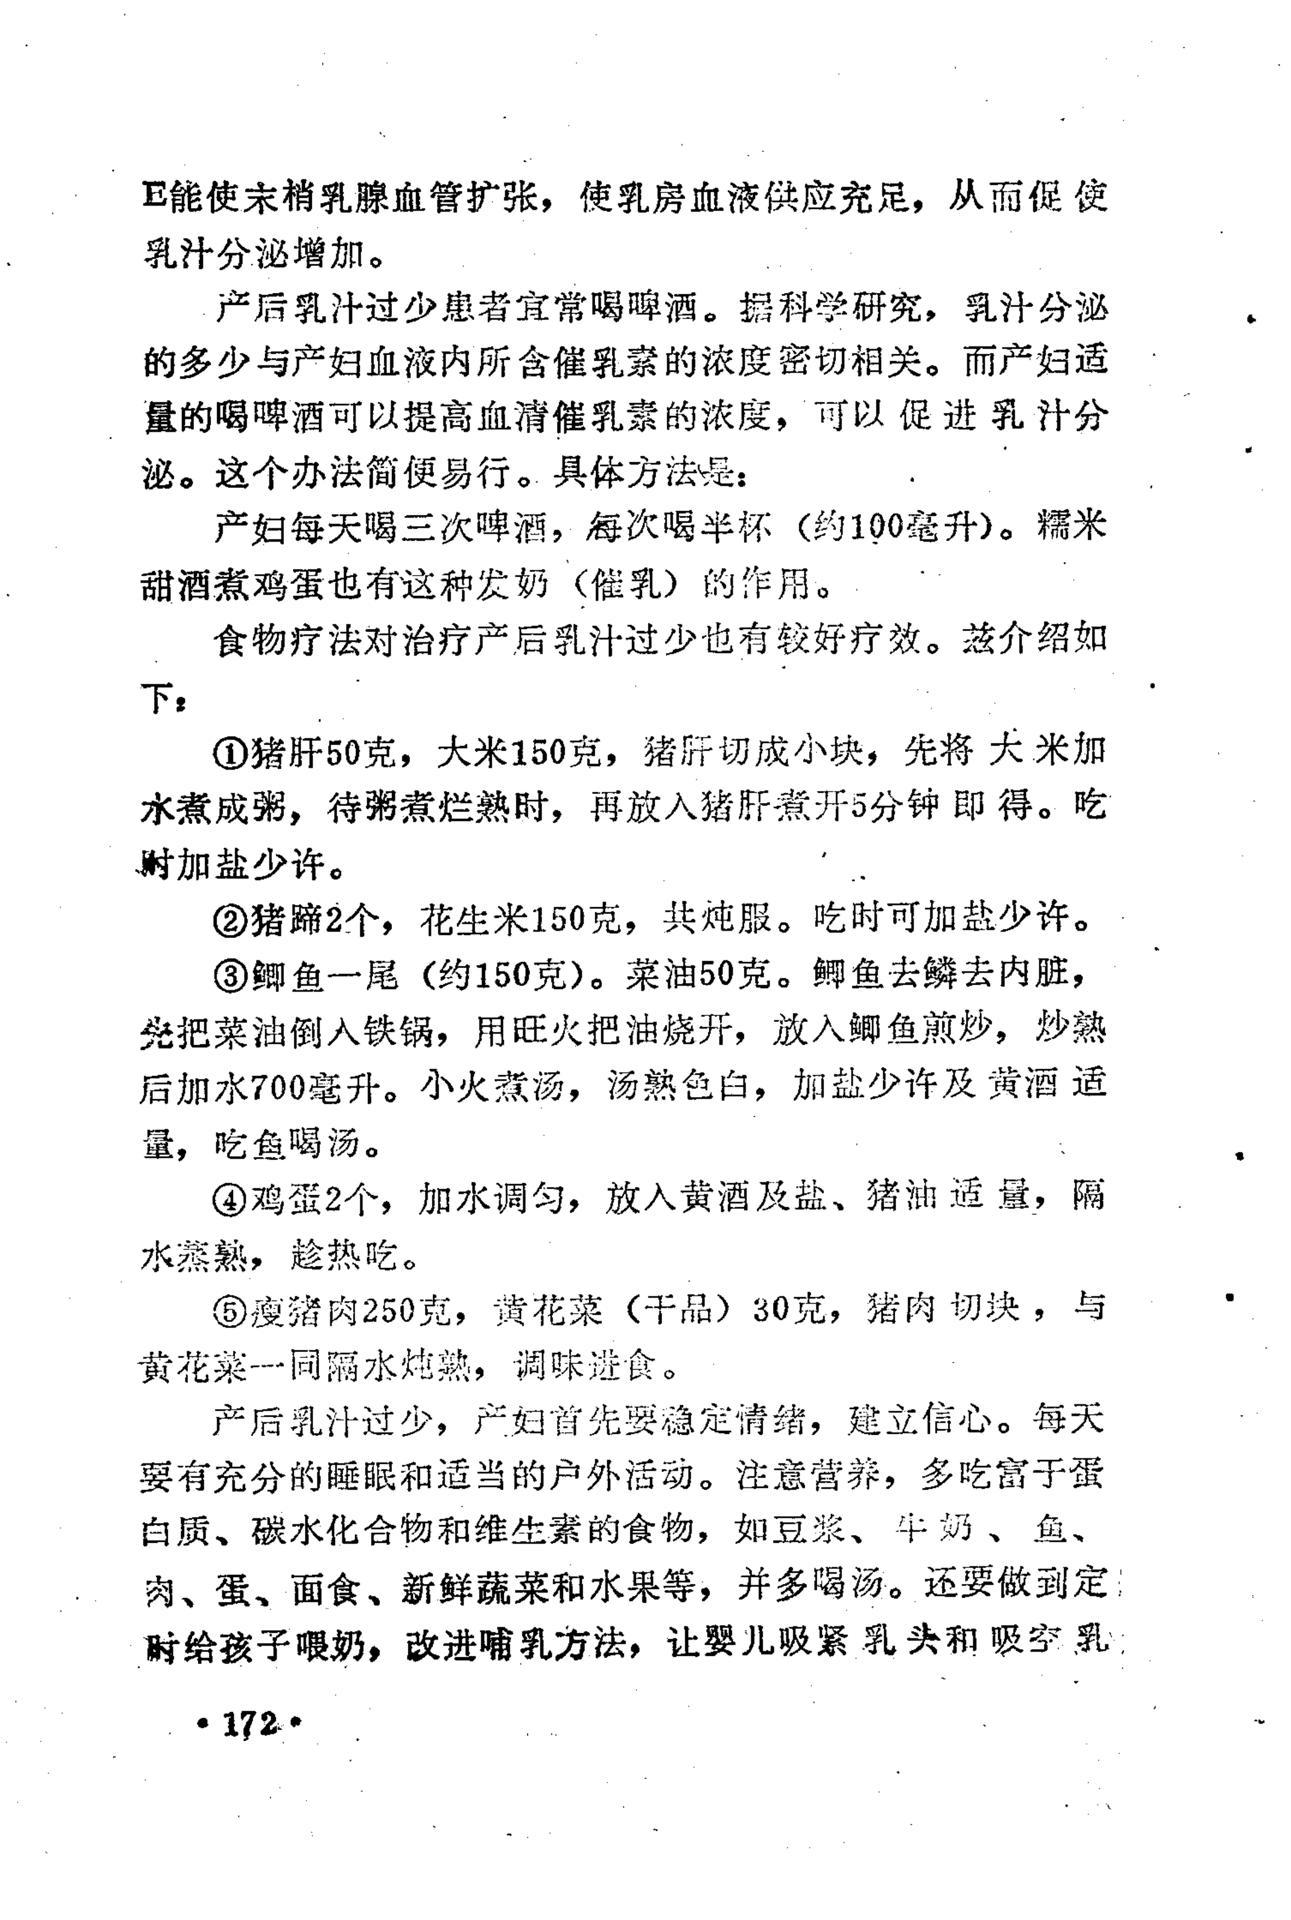 E能使末梢乳腺血管扩张，使乳房血液供应充足，从而促使
乳汁分泌增加。
产后乳汁过少患者宜常喝啤酒。据科学研究，乳汁分泌
的多少与产妇血液内所含催乳素的浓度密切相关。而产妇适
量的喝啤酒可以提高血清催乳素的浓度，可以促进乳汁分
泌。这个办法简便易行。具体方法是：
产妇每天喝三次啤酒，每次喝半杯（约100毫升）。糯米
甜酒煮鸡蛋也有这种发奶（催乳）的作用。
食物疗法对治疗产后乳汁过少也有较好疗效。兹介绍如
下：
①猪肝50克，大米150克，猪肝切成小块，先将大米加
水煮成粥，待粥煮烂熟时，再放入猪肝煮开5分钟即得。吃
时加盐少许。
②猪蹄2个，花生米150克，共炖服。吃时可加盐少许。
③鲫鱼一尾（约150克）。菜油50克。鲫鱼去鳞去内脏，
先把菜油倒入铁锅，用旺火把油烧开，放入鲫鱼煎炒，炒熟
后加水700毫升。小火煮汤，汤熟色白，加盐少许及黄酒适
量，吃鱼喝汤。
④鸡蛋2个，加水调匀，放入黄酒及盐、猪油适量，隔
水蒸熟，趁热吃。
⑤瘦猪肉250克，黄花菜（干品）30克，猪肉切块，与
黄花菜一同隔水炖熟，调味进食。
产后乳汁过少，产妇首先要稳定情绪，建立信心。每天
要有充分的睡眠和适当的户外活动。注意营养，多吃富于蛋
白质、碳水化合物和维生素的食物，如豆浆、牛奶、鱼、
肉、蛋、面食、新鲜蔬菜和水果等，并多喝汤。还要做到定
时给孩子喂奶，改进哺乳方法，让婴儿吸紧乳头和吸空乳
•172•